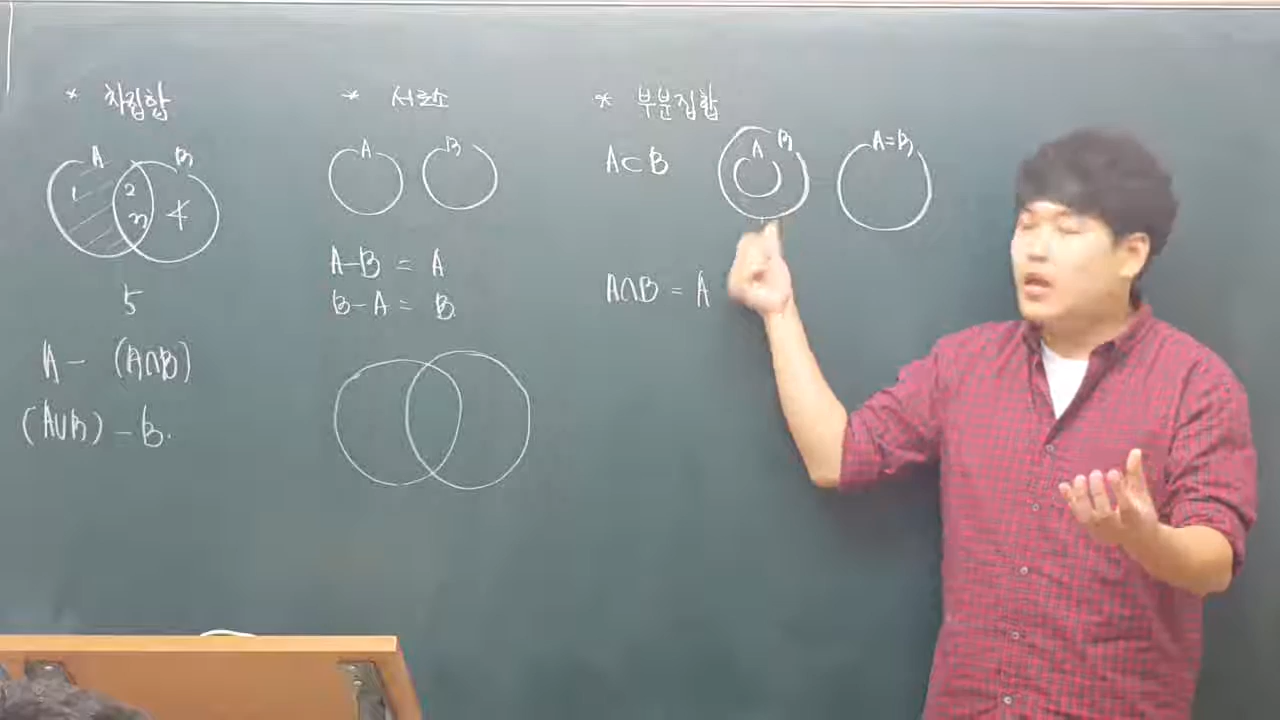 * 차집합
A B
1 2 3 4
5
A - (A∩B)
(A∪B) - B.
* 서로소
A B
A-B = A
B-A = B.
* 부분집합
A⊂B
A B
A=B
A∩B = A